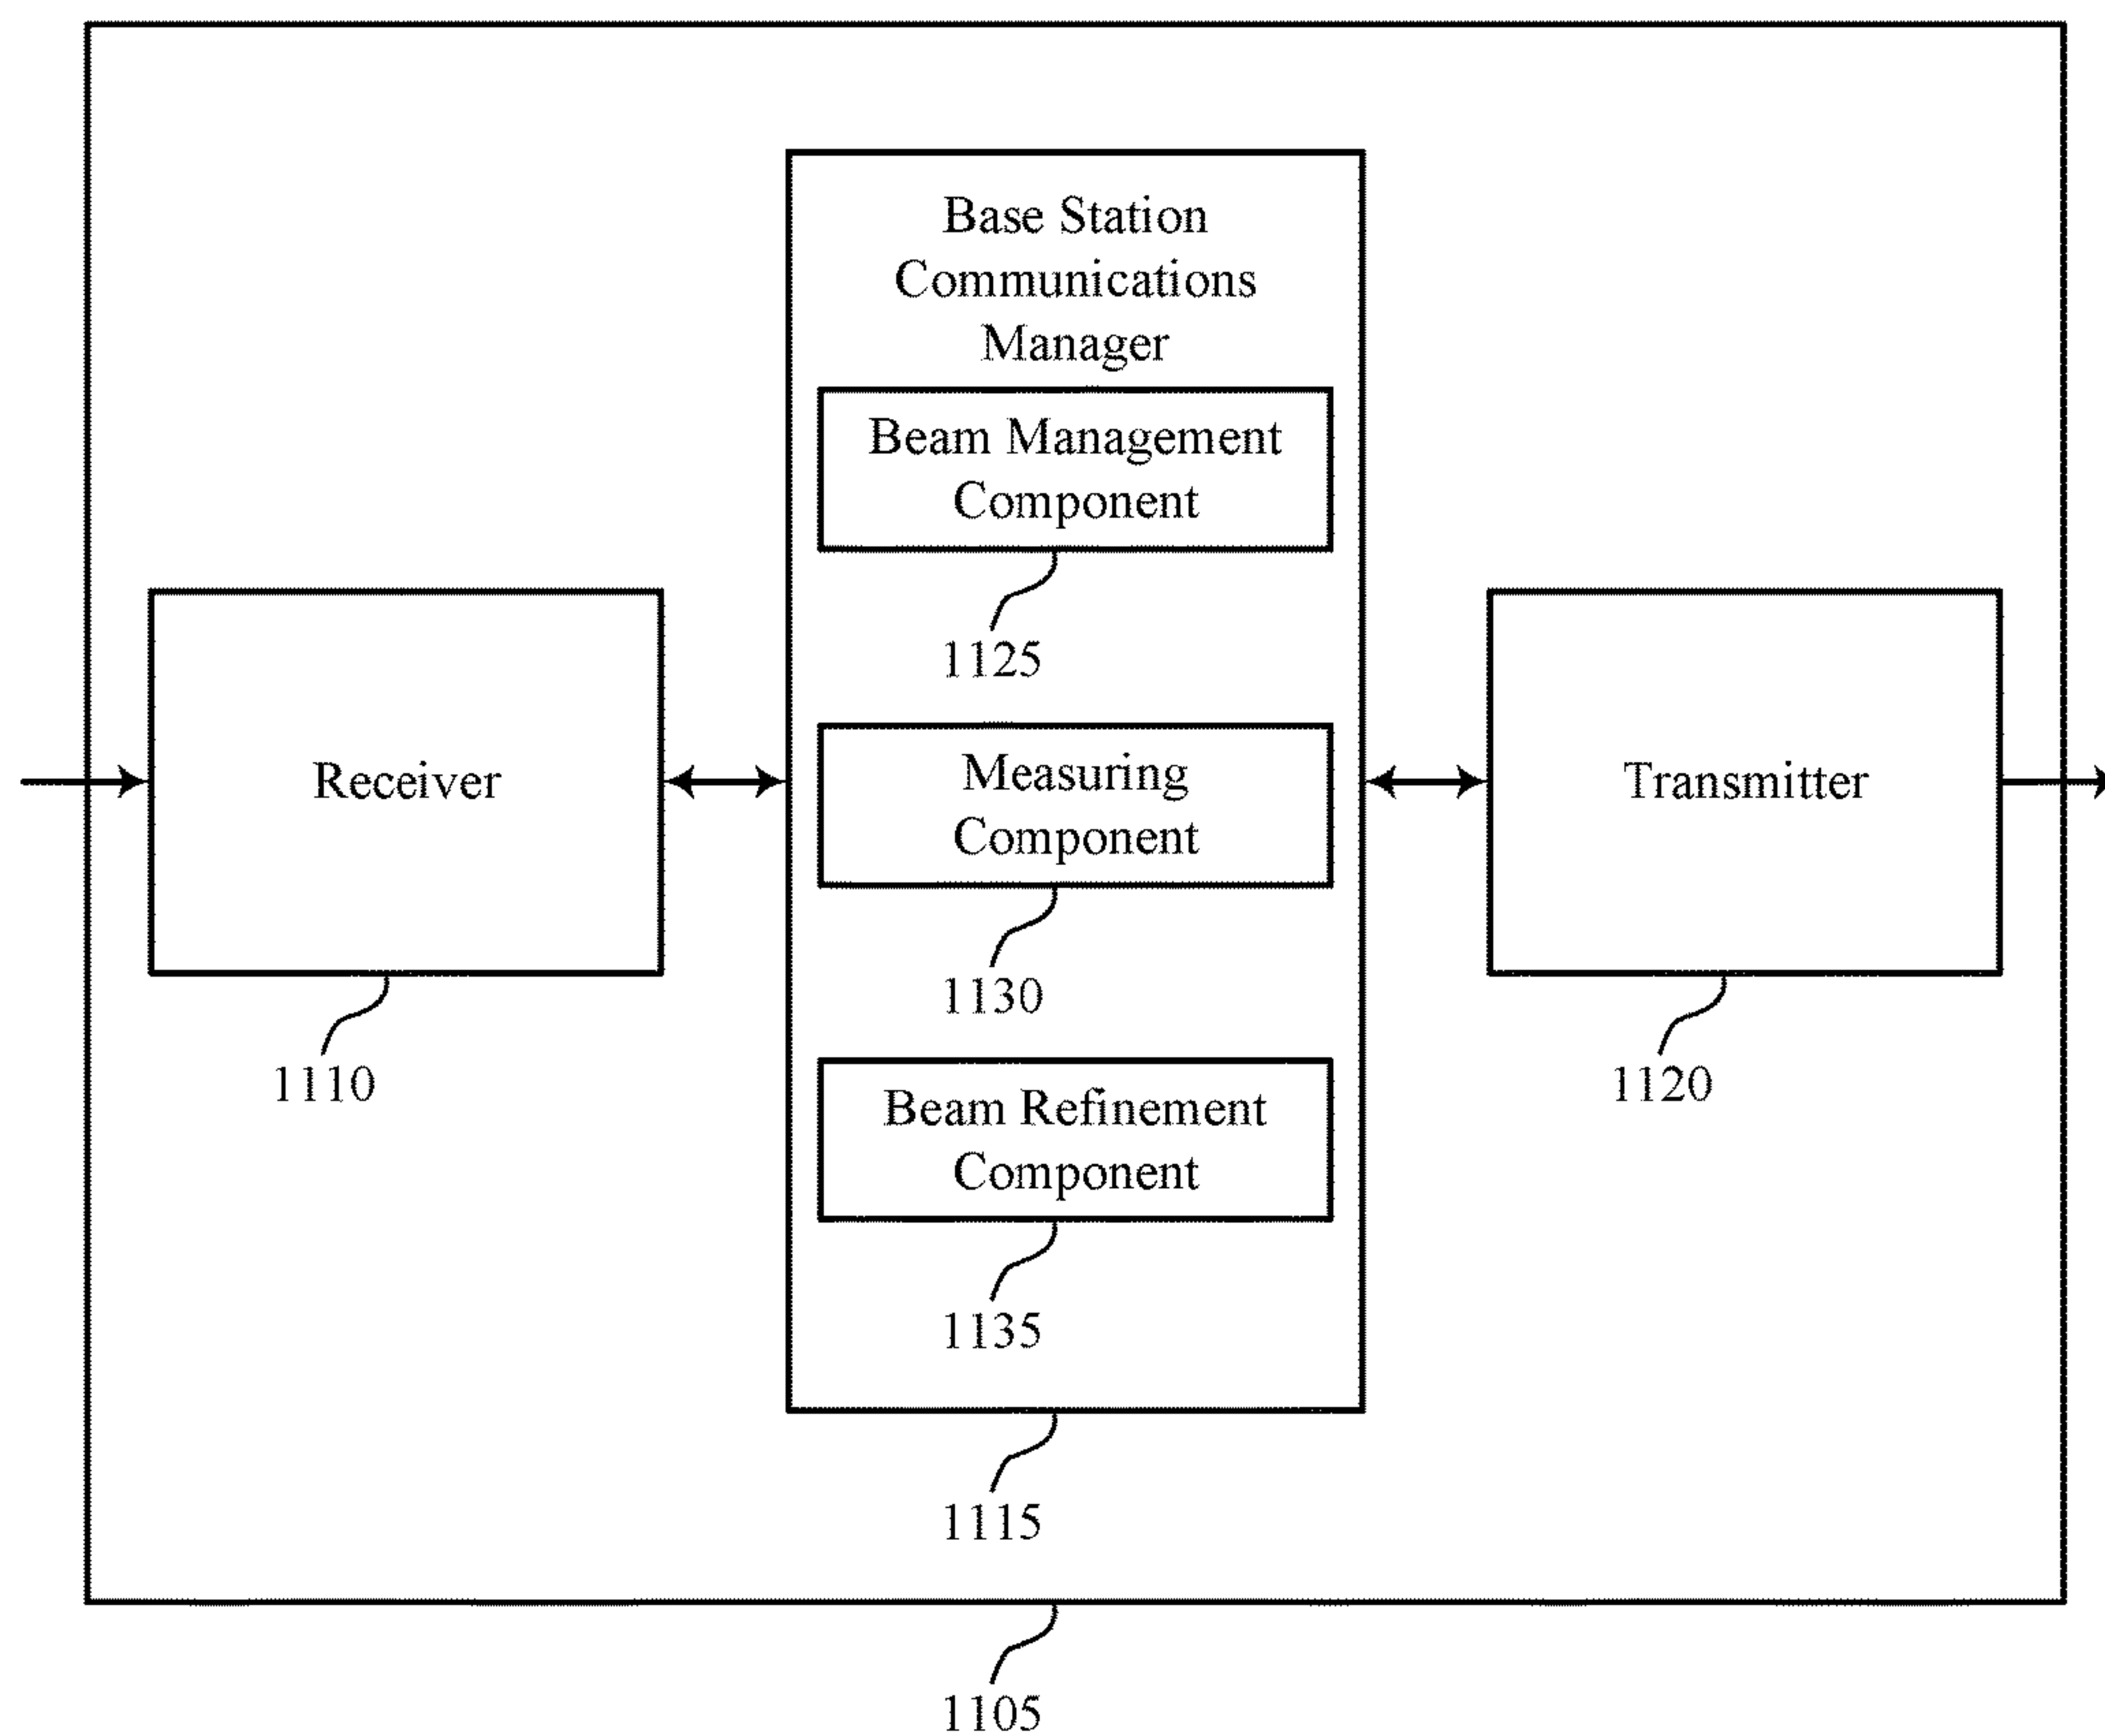 Base Station
Communications
Manager
Beam Management
Component
1125
Receiver
1110
Measuring
Component
1130
Transmitter
1120
Beam Refinement
Component
1135
1115
1105